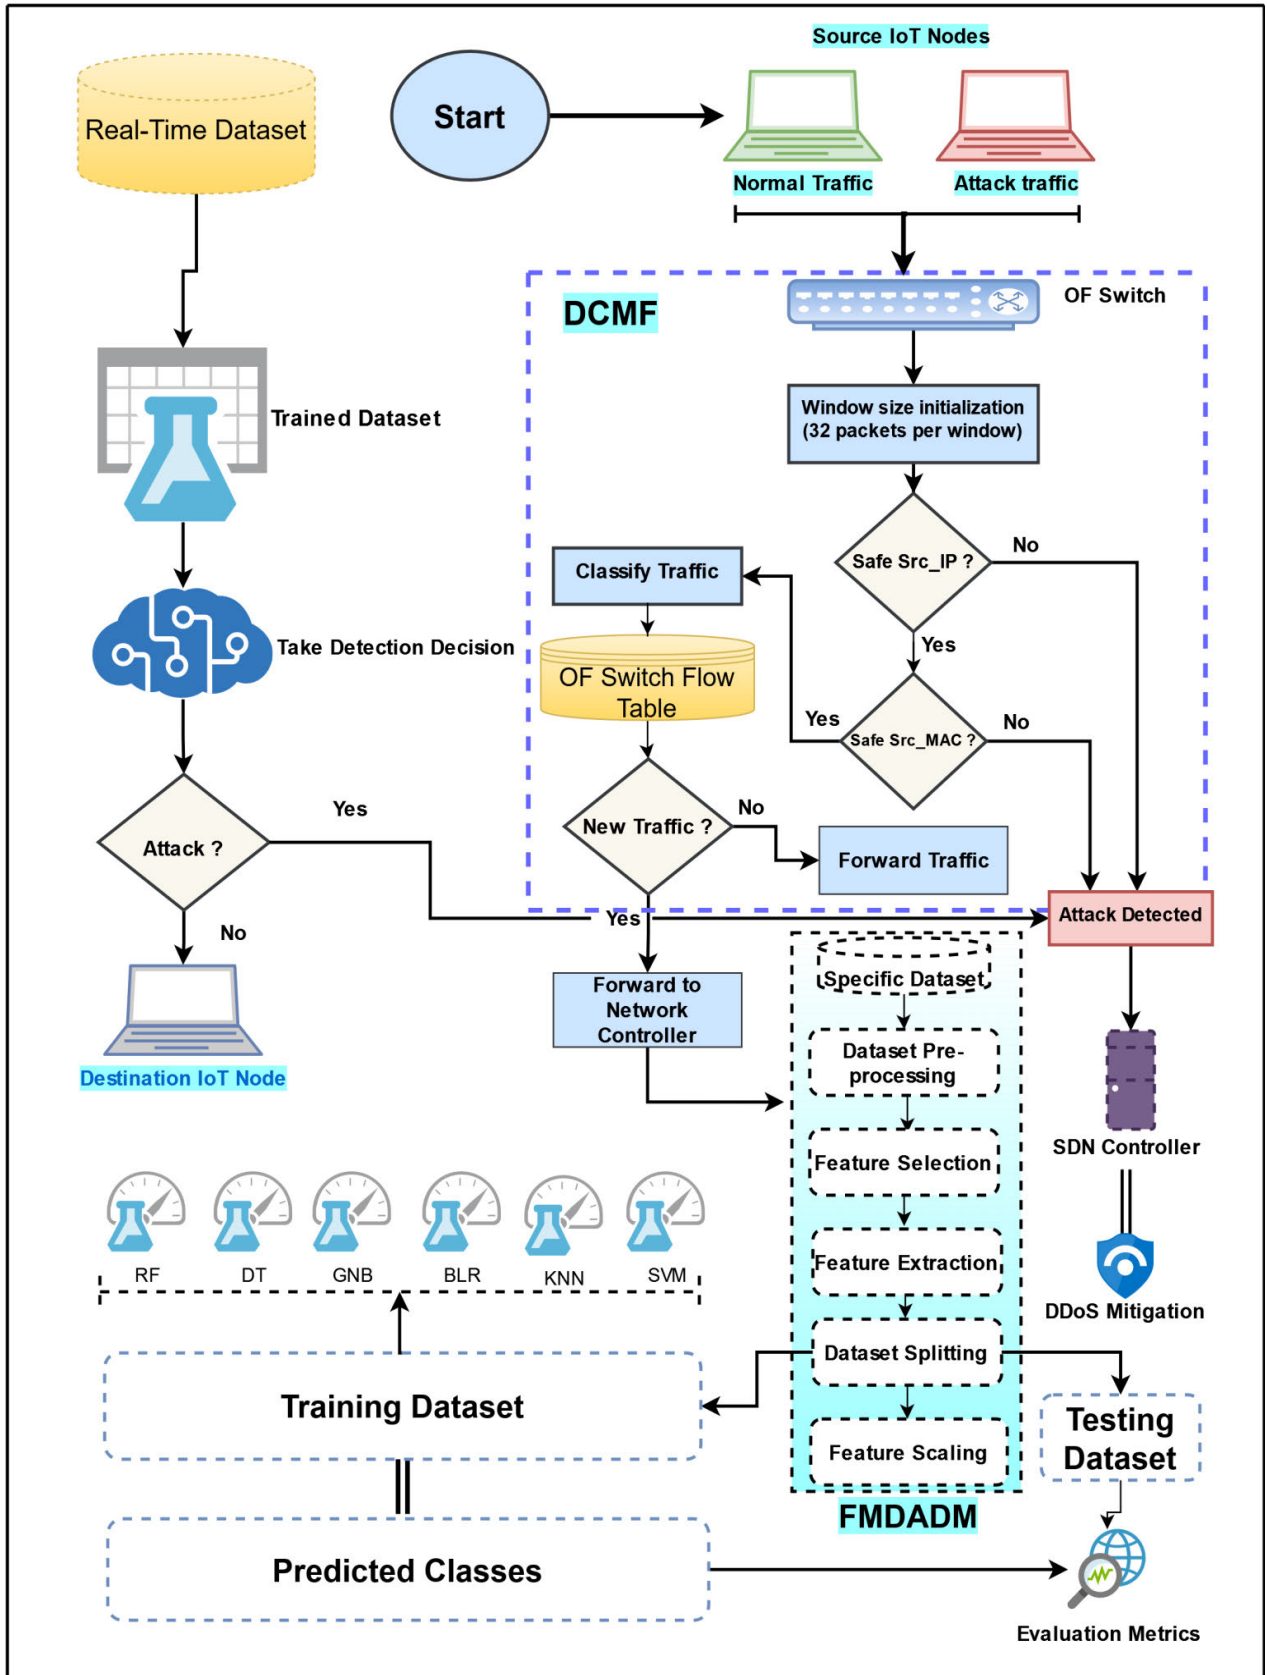 Source IoT Nodes
Real-Time Dataset
Start
Normal Traffic
Attack traffic
DCMF
OF Switch
Window size initialization
(32 packets per window)
Trained Dataset
Safe Src_IP ?
No
Yes
Classify Traffic
OF Switch Flow
Table
Safe Src_MAC ?
Yes
No
Take Detection Decision
New Traffic ?
No
Forward Traffic
Yes
Attack ?
Yes
No
Destination IoT Node
Attack Detected
Forward to
Network
Controller
Specific Dataset
Dataset Pre-
processing
Feature Selection
Feature Extraction
Dataset Splitting
Feature Scaling
FMDADM
SDN Controller
DDoS Mitigation
RF
DT
GNB
BLR
KNN
SVM
Training Dataset
Testing
Dataset
Predicted Classes
Evaluation Metrics